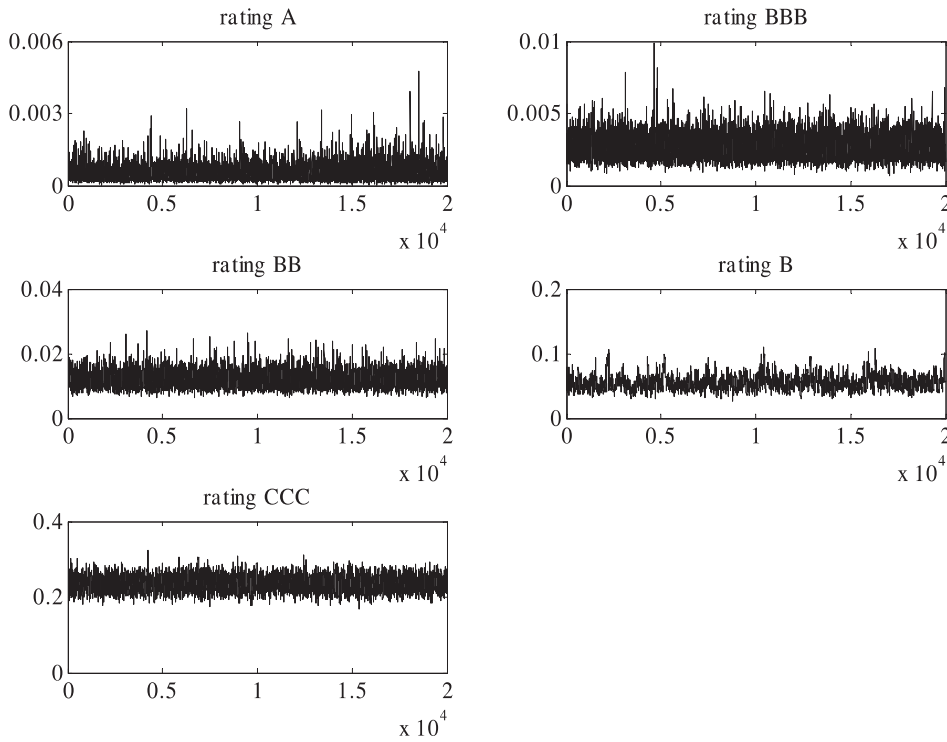 rating A
0.006
0.003
0
0 0.5 1 1.5 2
x 10^4
rating BBB
0.01
0.005
0
0 0.5 1 1.5 2
x 10^4
rating BB
0.04
0.02
0
0 0.5 1 1.5 2
x 10^4
rating B
0.2
0.1
0
0 0.5 1 1.5 2
x 10^4
rating CCC
0.4
0.2
0
0 0.5 1 1.5 2
x 10^4